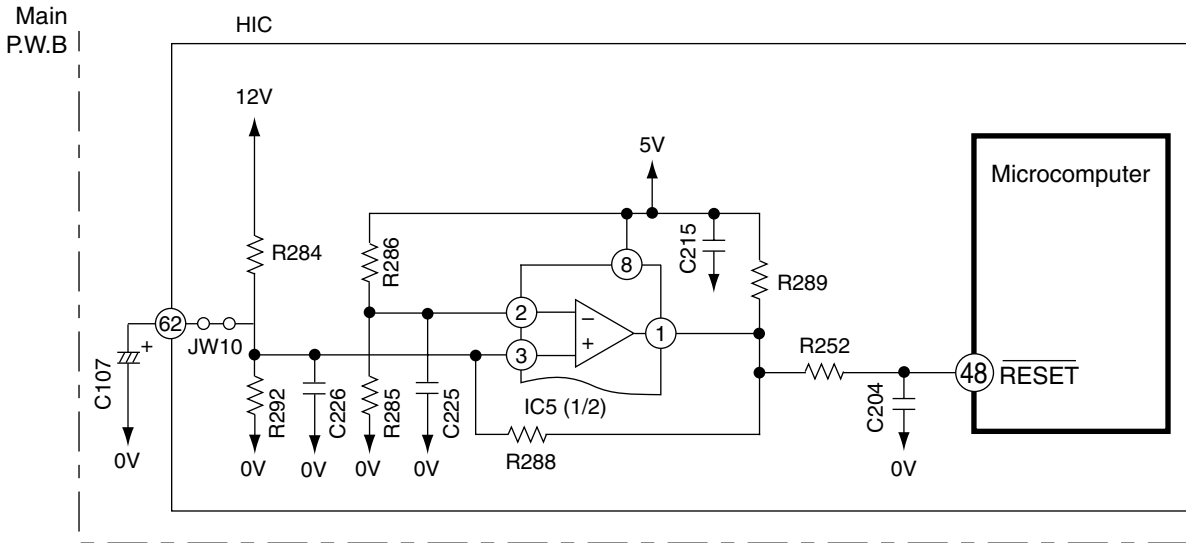 Main
P.W.B
HIC
12V
5V
Microcomputer
R284
R286
8
C215
R289
62
JW10
2
–
1
+
3
+
R252
48
RESET
C107
R292
C226
R285
C225
IC5 (1/2)
C204
R288
0V
0V
0V
0V
0V
0V